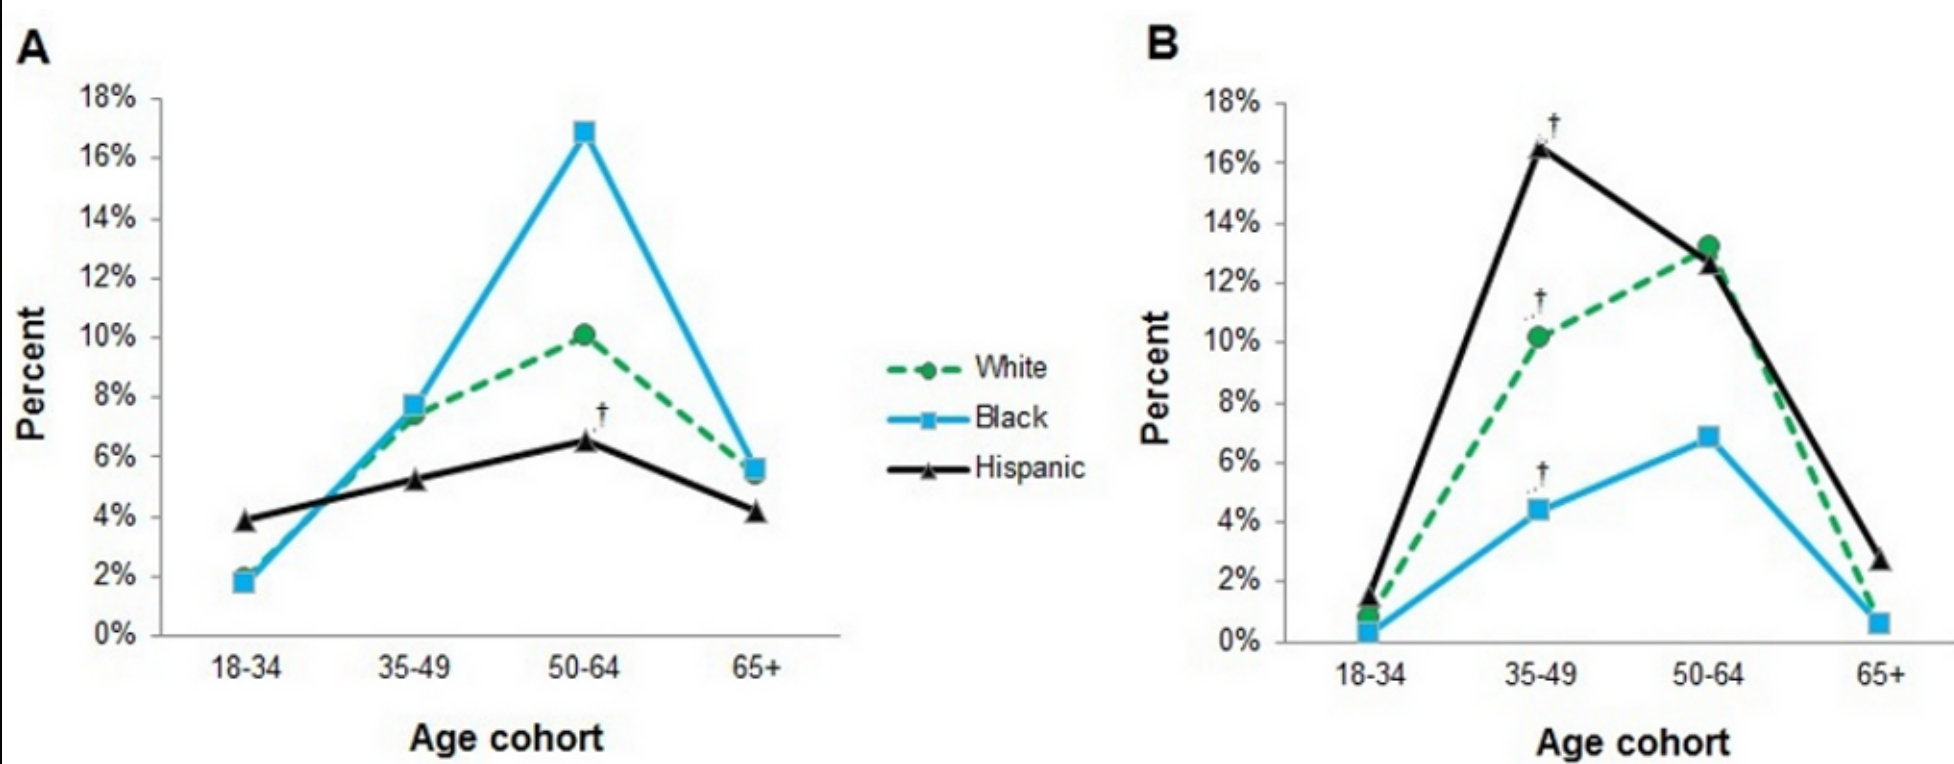 A
18%
16%
14%
12%
10%
8%
6%
4%
2%
0%
Percent
†
18-34 35-49 50-64 65+
Age cohort
White
Black
Hispanic
B
18%
16%
14%
12%
10%
8%
6%
4%
2%
0%
Percent
†
†
†
18-34 35-49 50-64 65+
Age cohort